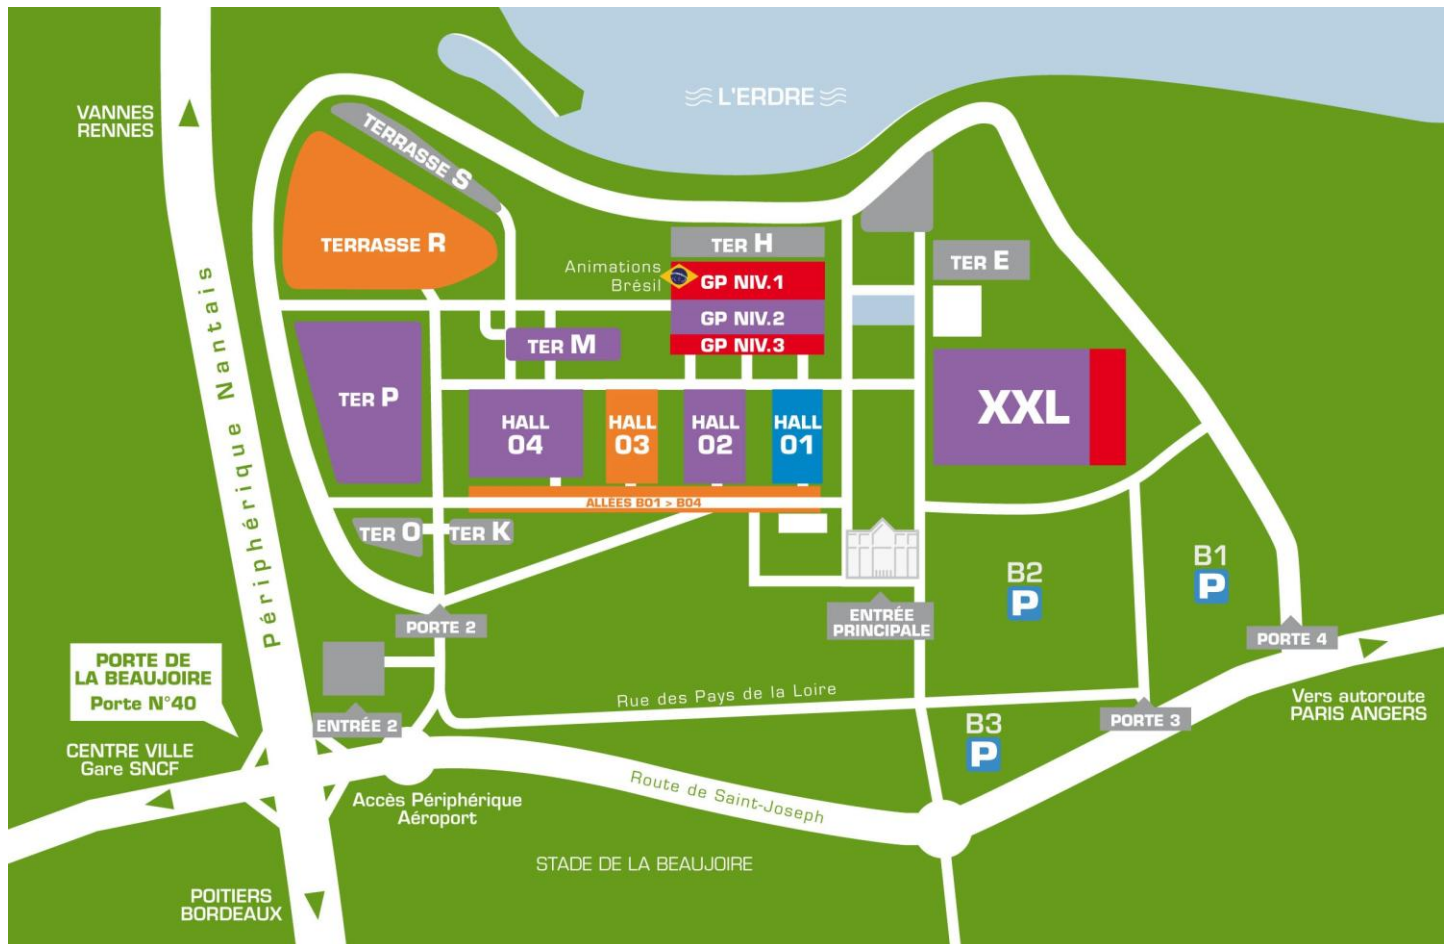 L'ERDRE
VANNES
RENNES
TERRASSE S
TERRASSE R
TER H
Animations
Brésil
GP NIV.1
GP NIV.2
GP NIV.3
TER E
TER M
TER P
XXL
HALL
04
HALL
03
HALL
02
HALL
01
Périphérique Nantais
ALLEES B01 > B04
TER O
TER K
B1
P
B2
P
ENTRÉE
PRINCIPALE
PORTE 2
PORTE 4
PORTE DE
LA BEAUJOIRE
Porte N°40
Rue des Pays de la Loire
Vers autoroute
PARIS ANGERS
PORTE 3
ENTRÉE 2
B3
P
CENTRE VILLE
Gare SNCF
Route de Saint-Joseph
Accès Périphérique
Aéroport
STADE DE LA BEAUJOIRE
POITIERS
BORDEAUX